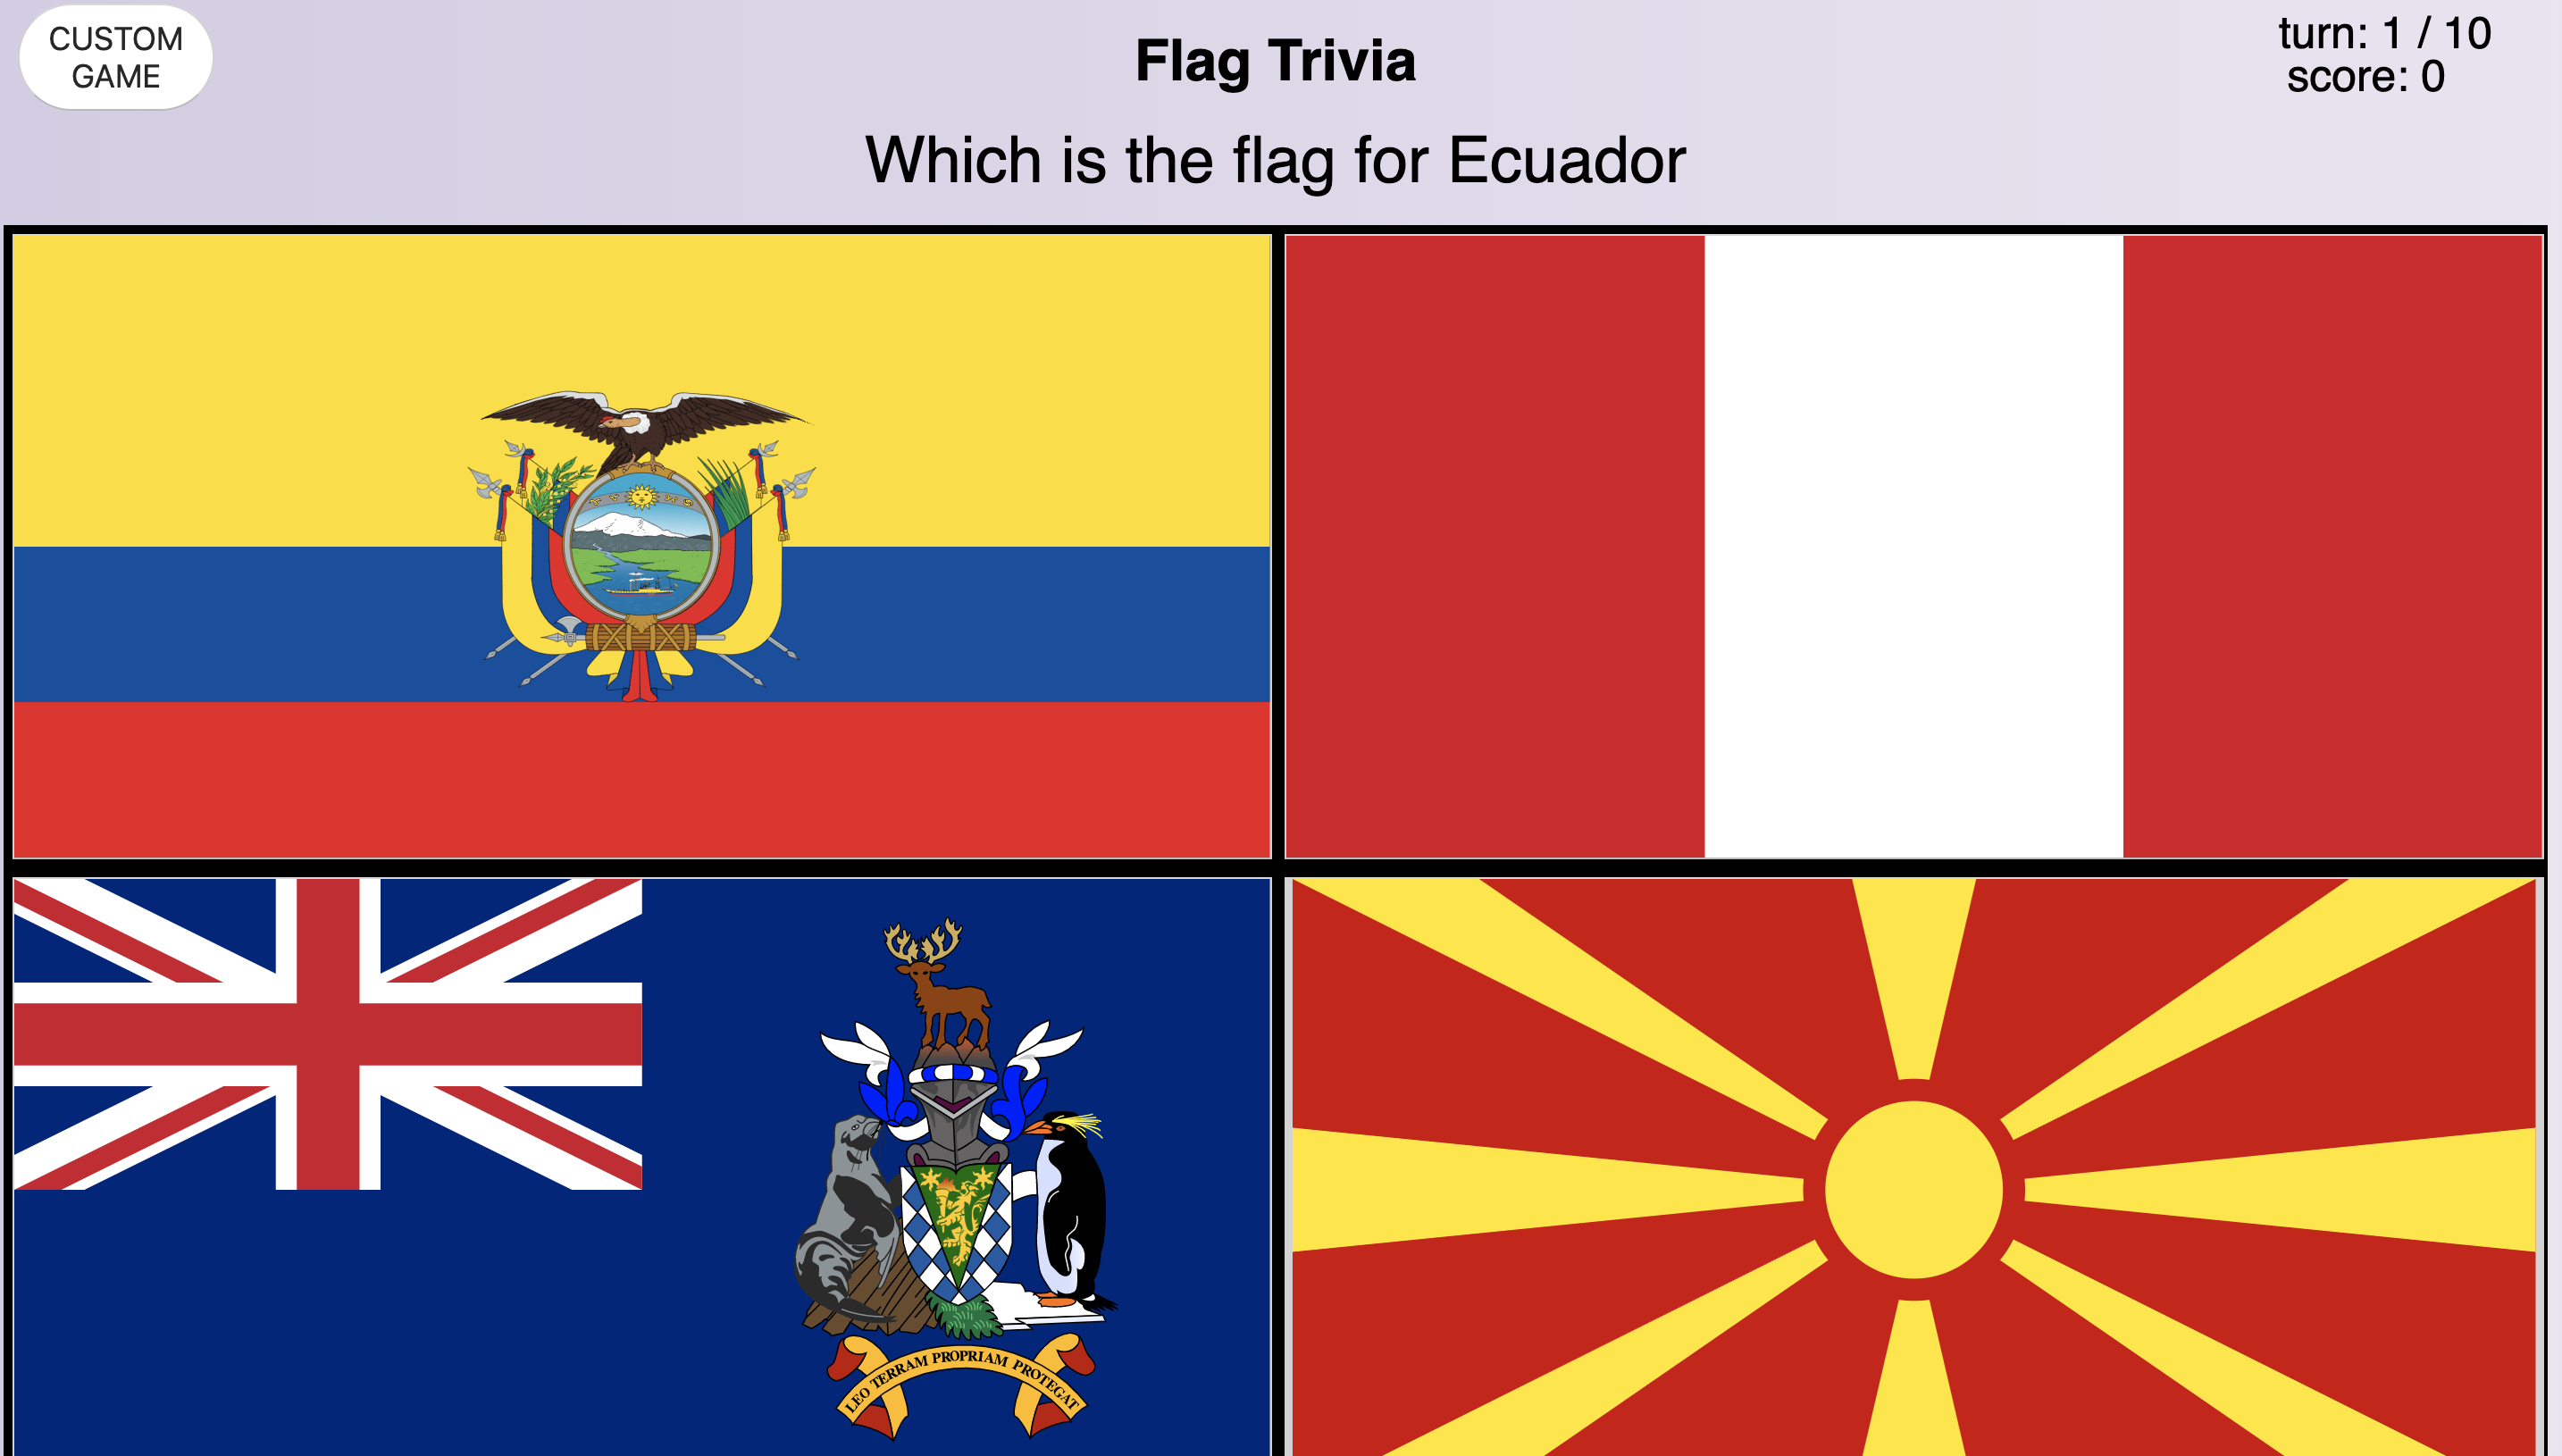 CUSTOM
GAME
Flag Trivia
turn: 1 / 10
score: 0
Which is the flag for Ecuador
LEO TERRAM PROPRIAM PROTEGAT